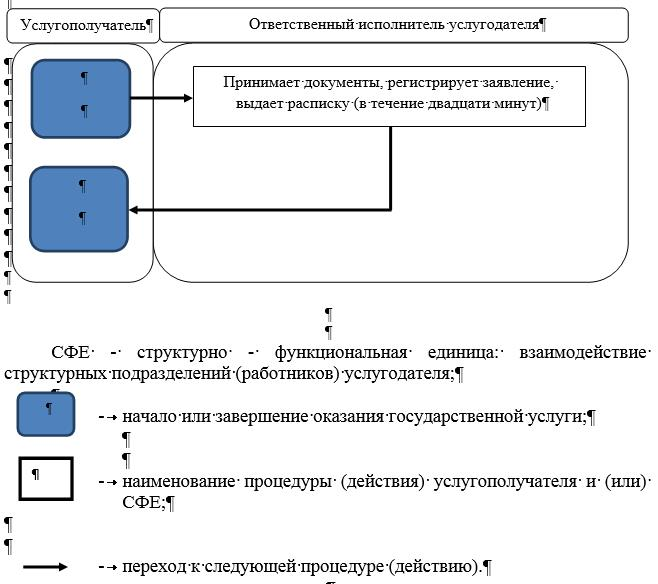 Услугополучатель
Ответственный исполнитель услугодателя
Принимает документы, регистрирует заявление,
выдает расписку (в течение двадцати минут)
СФЕ - структурно - функциональная единица: взаимодействие
структурных подразделений (работников) услугодателя;
- начало или завершение оказания государственной услуги;
- наименование процедуры (действия) услугополучателя и (или)
СФЕ;
- переход к следующей процедуре (действию).